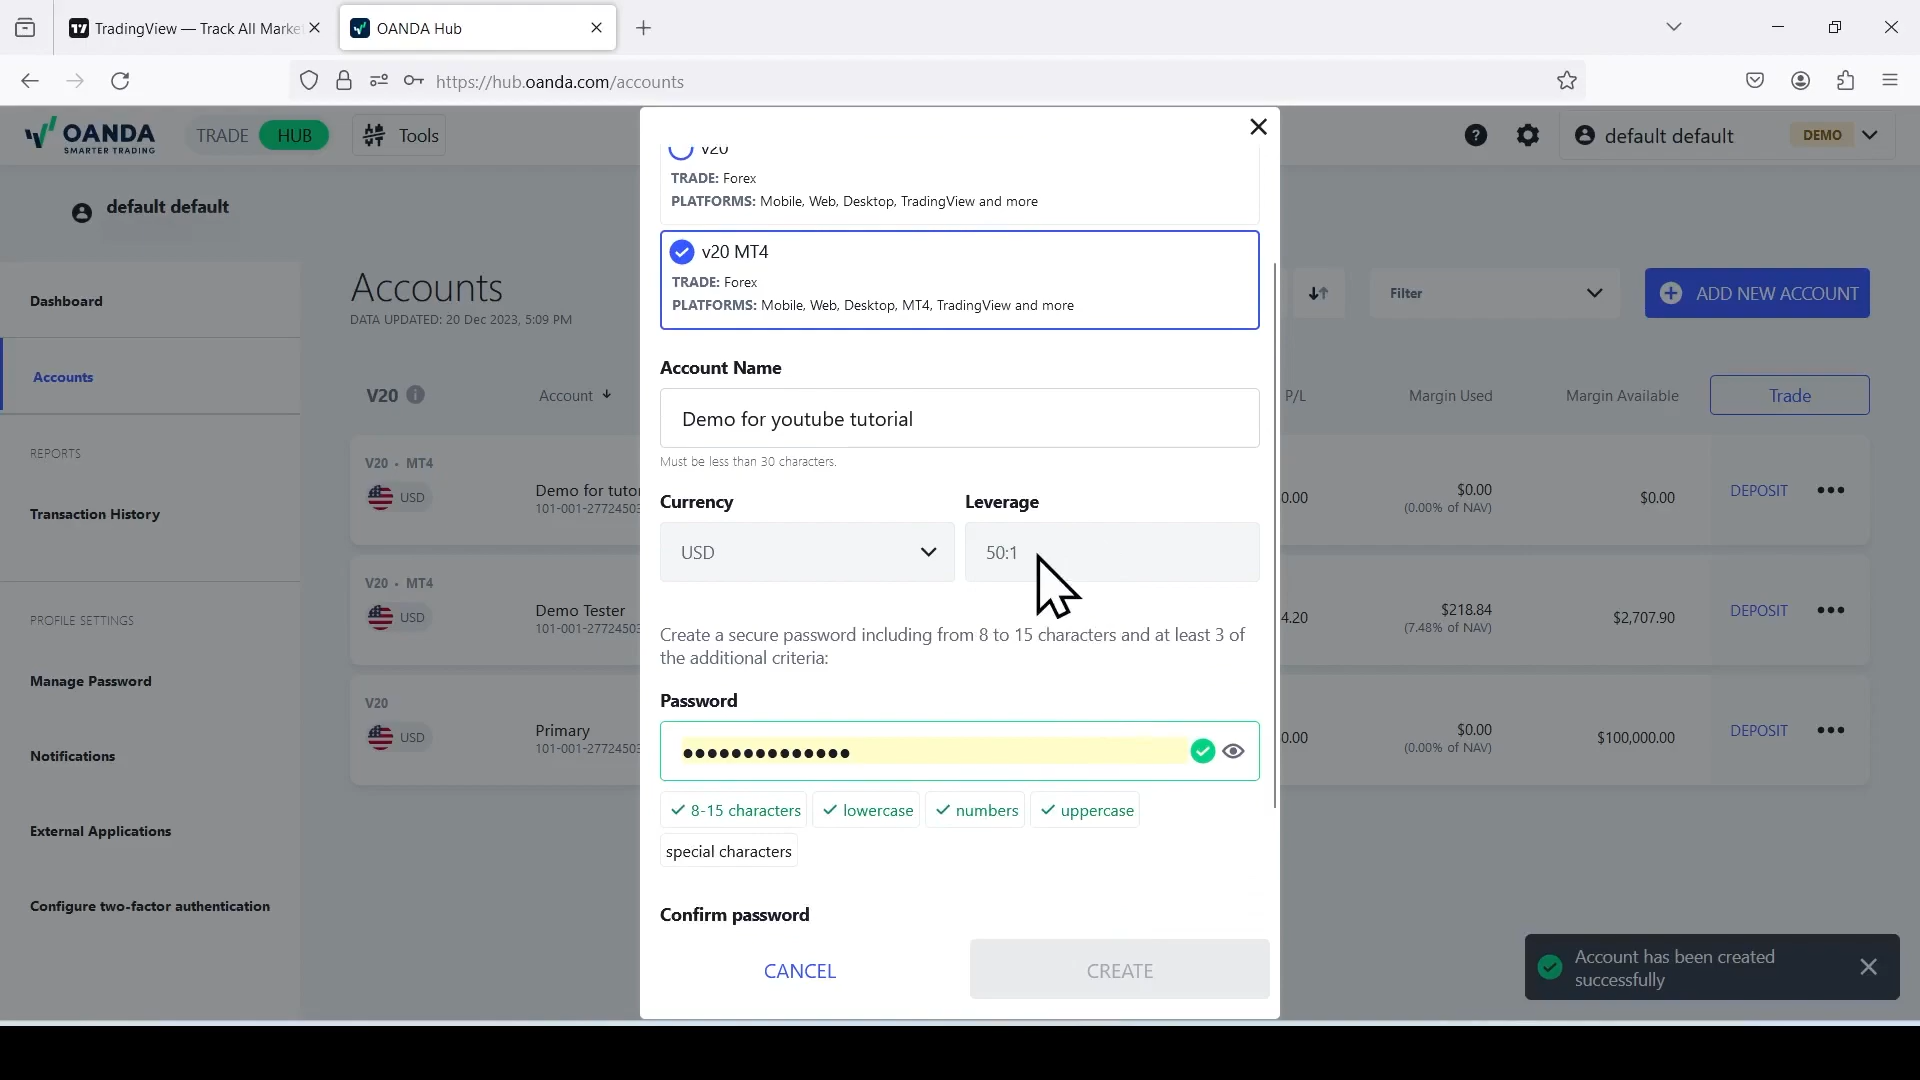 TradingView — Track All Marke
OANDA Hub
https://hub.oanda.com/accounts
OANDA
SMARTER TRADING
TRADE
HUB
Tools
default default
DEMO
default default
Dashboard
Accounts
REPORTS
Transaction History
PROFILE SETTINGS
Manage Password
Notifications
External Applications
Configure two-factor authentication
Accounts
DATA UPDATED: 20 Dec 2023, 5:09 PM
Filter
ADD NEW ACCOUNT
V20
Account
P/L
Margin Used
Margin Available
Trade
V20 - MT4
USD
Demo for tuto
101-001-2772450
0.00
$0.00
(0.00% of NAV)
$0.00
DEPOSIT
V20 - MT4
USD
Demo Tester
101-001-2772450
4.20
$218.84
(7.48% of NAV)
$2,707.90
DEPOSIT
V20
USD
Primary
101-001-2772450
0.00
$0.00
(0.00% of NAV)
$100,000.00
DEPOSIT
v20
TRADE: Forex
PLATFORMS: Mobile, Web, Desktop, TradingView and more
v20 MT4
TRADE: Forex
PLATFORMS: Mobile, Web, Desktop, MT4, TradingView and more
Account Name
Demo for youtube tutorial
Must be less than 30 characters.
Currency
Leverage
USD
50:1
Create a secure password including from 8 to 15 characters and at least 3 of
the additional criteria:
Password
8-15 characters
lowercase
numbers
uppercase
special characters
Confirm password
CANCEL
CREATE
Account has been created
successfully